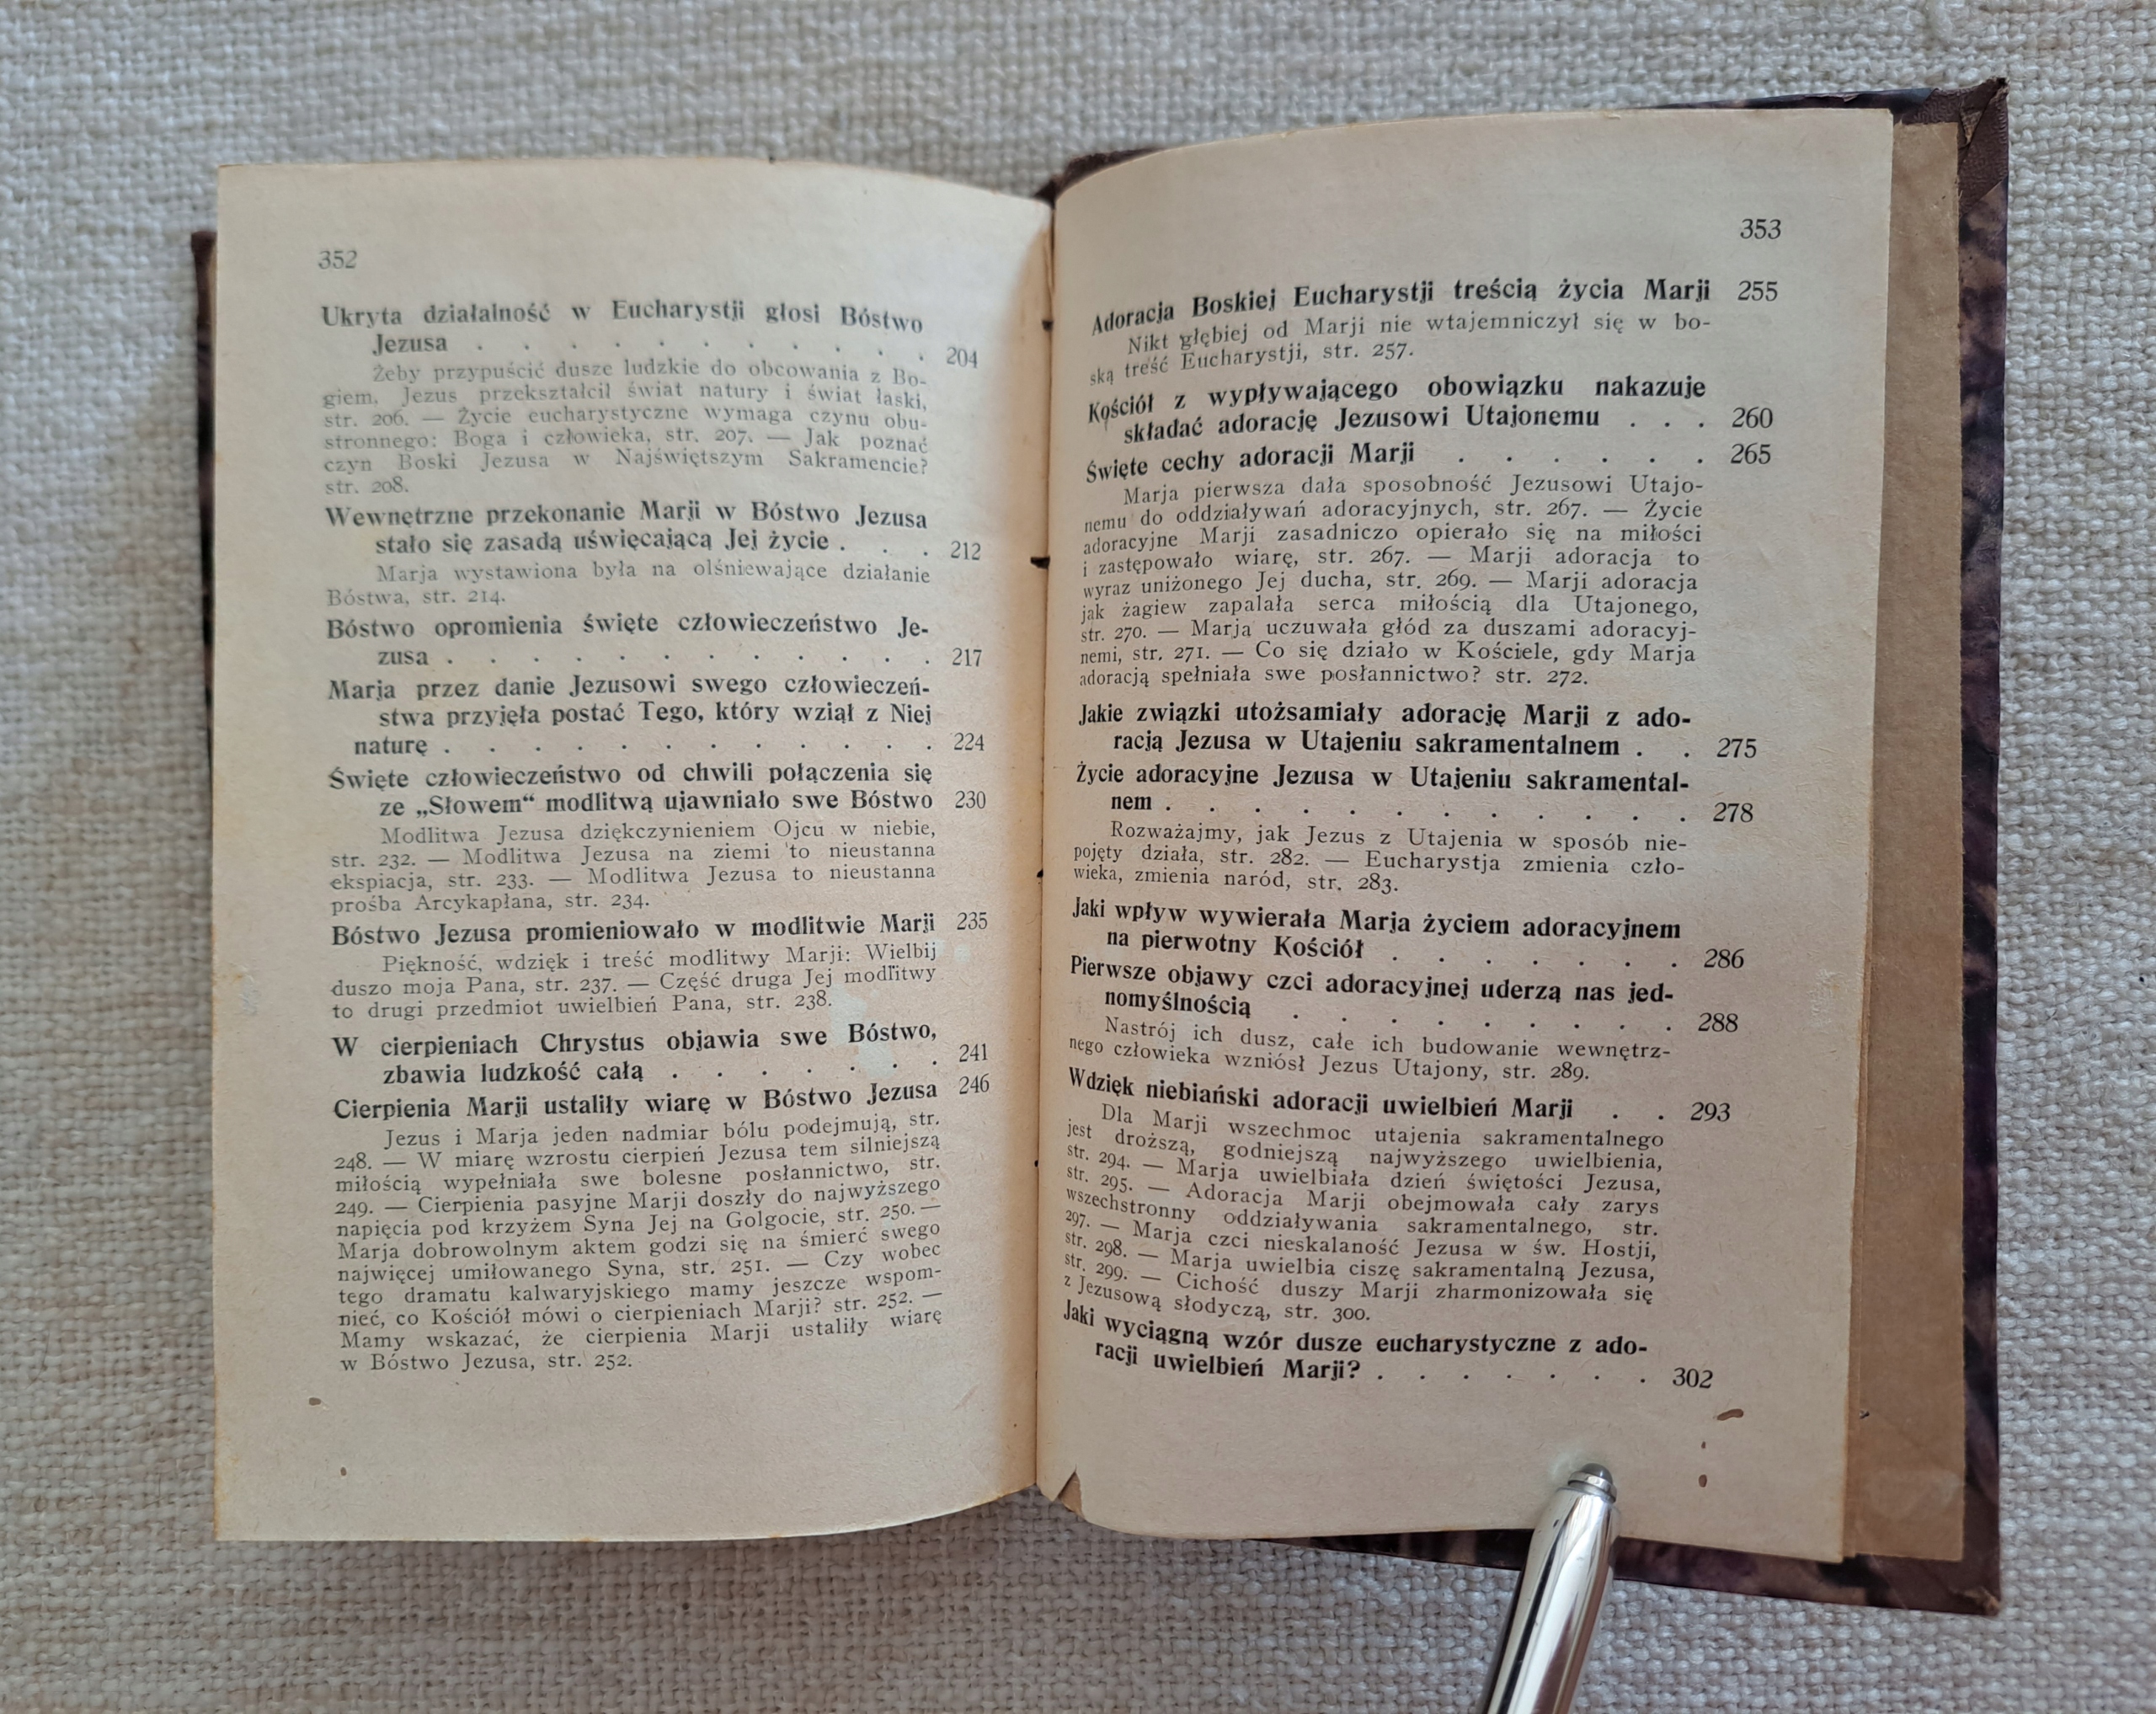 352
Ukryta działalność w Eucharystji głosi Bóstwo
Jezusa . . . . . . . . . . 204
Żeby przypuścić dusze ludzkie do obcowania z Bo-
giem, Jezus przekształcił świat natury i świat łaski,
str. 206. — Życie eucharystyczne wymaga czynu obu-
stronnego: Boga i człowieka, str. 207. — Jak poznać
czyn Boski Jezusa w Najświętszym Sakramencie?
str. 208.
Wewnętrzne przekonanie Marji w Bóstwo Jezusa
stało się zasadą uświęcającą Jej życie . . . 212
Marja wystawiona była na olśniewające działanie
Bóstwa, str. 214.
Bóstwo opromienia święte człowieczeństwo Je-
zusa . . . . . . . . . . . . 217
Marja przez danie Jezusowi swego człowieczeń-
stwa przyjęła postać Tego, który wziął z Niej
naturę . . . . . . . . . . . . 224
Święte człowieczeństwo od chwili połączenia się
ze „Słowem“ modlitwą ujawniało swe Bóstwo 230
Modlitwa Jezusa dziękczynieniem Ojcu w niebie,
str. 232. — Modlitwa Jezusa na ziemi to nieustanna
ekspiacja, str. 233. — Modlitwa Jezusa to nieustanna
prośba Arcykapłana, str. 234.
Bóstwo Jezusa promieniowało w modlitwie Marji 235
Piękność, wdzięk i treść modlitwy Marji: Wielbij
duszo moja Pana, str. 237. — Część druga Jej modlitwy
to drugi przedmiot uwielbień Pana, str. 238.
W cierpieniach Chrystus objawia swe Bóstwo,
zbawia ludzkość całą . . . . . . . 241
Cierpienia Marji ustaliły wiarę w Bóstwo Jezusa 246
Jezus i Marja jeden nadmiar bólu podejmują, str.
248. — W miarę wzrostu cierpień Jezusa tem silniejszą
miłością wypełniała swe bolesne posłannictwo, str.
249. — Cierpienia pasyjne Marji doszły do najwyższego
napięcia pod krzyżem Syna Jej na Golgocie, str. 250. —
Marja dobrowolnym aktem godzi się na śmierć swego
najwięcej umiłowanego Syna, str. 251. — Czy wobec
tego dramatu kalwaryjskiego mamy jeszcze wspom-
nieć, co Kościół mówi o cierpieniach Marji? str. 252. —
Mamy wskazać, że cierpienia Marji ustaliły wiarę
w Bóstwo Jezusa, str. 252.
353
Adoracja Boskiej Eucharystji treścią życia Marji 255
Nikt głębiej od Marji nie wtajemniczył się w bo-
ską treść Eucharystji, str. 257.
Kościół z wypływającego obowiązku nakazuje
składać adorację Jezusowi Utajonemu . . . 260
Święte cechy adoracji Marji . . . . . . 265
Marja pierwsza dała sposobność Jezusowi Utajo-
nemu do oddziaływań adoracyjnych, str. 267. — Życie
adoracyjne Marji zasadniczo opierało się na miłości
i zastępowało wiarę, str. 267. — Marji adoracja to
wyraz uniżonego Jej ducha, str. 269. — Marji adoracja
jak żagiew zapalała serca miłością dla Utajonego,
str. 270. — Marja uczuwała głód za duszami adoracyj-
nemi, str. 271. — Co się działo w Kościele, gdy Marja
adoracją spełniała swe posłannictwo? str. 272.
Jakie związki utożsamiały adorację Marji z ado-
racją Jezusa w Utajeniu sakramentalnem . . 275
Życie adoracyjne Jezusa w Utajeniu sakramental-
nem . . . . . . . . . . . . 278
Rozważajmy, jak Jezus z Utajenia w sposób nie-
pojęty działa, str. 282. — Eucharystja zmienia czło-
wieka, zmienia naród, str. 283.
Jaki wpływ wywierała Marja życiem adoracyjnem
na pierwotny Kościół . . . . . . . 286
Pierwsze objawy czci adoracyjnej uderzą nas jed-
nomyślnością . . . . . . . . . 288
Nastrój ich dusz, całe ich budowanie wewnętrz-
nego człowieka wzniósł Jezus Utajony, str. 289.
Wdzięk niebiański adoracji uwielbień Marji . . 293
Dla Marji wszechmoc utajenia sakramentalnego
jest droższą, godniejszą najwyższego uwielbienia,
str. 294. — Marja uwielbiała dzień świętości Jezusa,
str. 295. — Adoracja Marji obejmowała cały zarys
wszechstronny oddziaływania sakramentalnego, str.
297. — Marja czci nieskalaność Jezusa w św. Hostji,
str. 298. — Marja uwielbia ciszę sakramentalną Jezusa,
str. 299. — Cichość duszy Marji zharmonizowała się
z Jezusową słodyczą, str. 300.
Jaki wyciągną wzór dusze eucharystyczne z ado-
racji uwielbień Marji? . . . . . . . 302